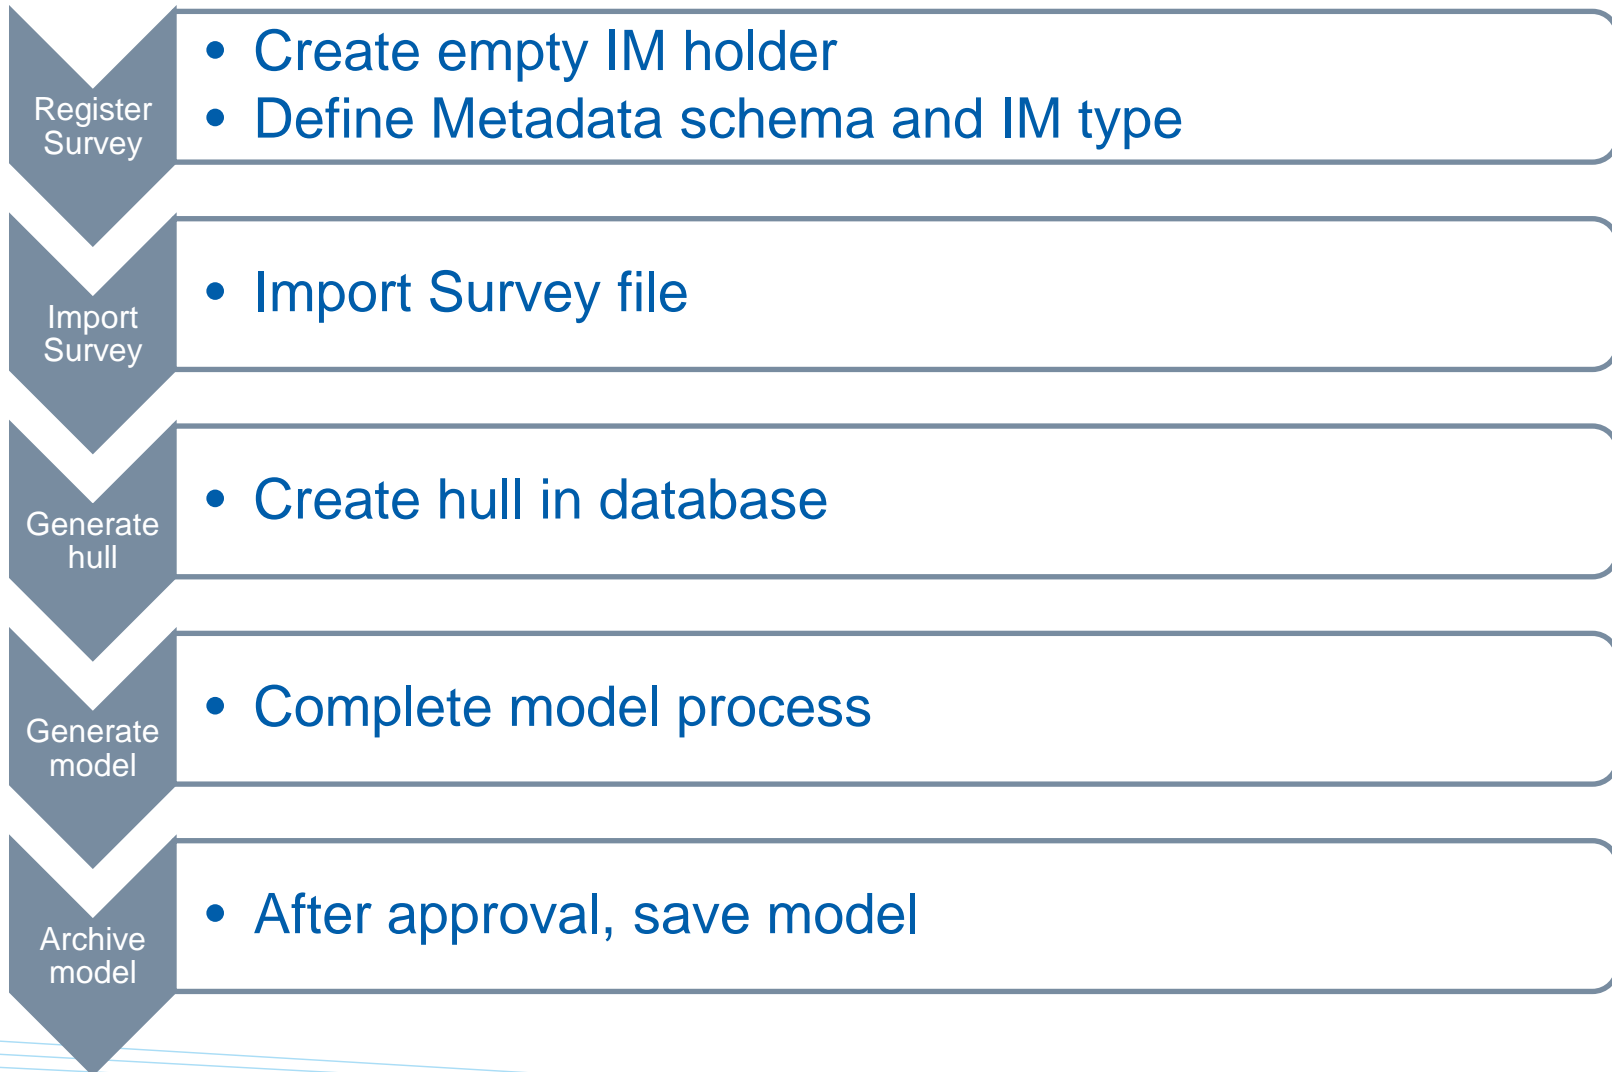 Register
Survey
• Create empty IM holder
• Define Metadata schema and IM type
Import
Survey
• Import Survey file
Generate
hull
• Create hull in database
Generate
model
• Complete model process
Archive
model
• After approval, save model